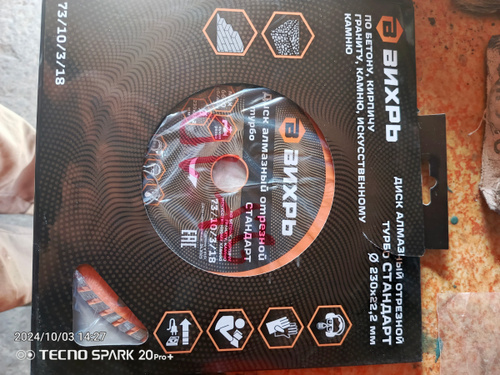 ВИХРЬ
ПО БЕТОНУ, КИРПИЧУ
ГРАНИТУ, КАМНЮ, ИСКУССТВЕННОМУ
КАМНЮ
ДИСК АЛМАЗНЫЙ ОТРЕЗНОЙ
ТУРБО СТАНДАРТ
Ø 230x22,2 мм
73/10/3/18
ВИХРЬ
Диск алмазный отрезной
турбо
СТАНДАРТ
73/10/3/18
EAC
2024/10/03 14:27
TECNO SPARK 20Pro+